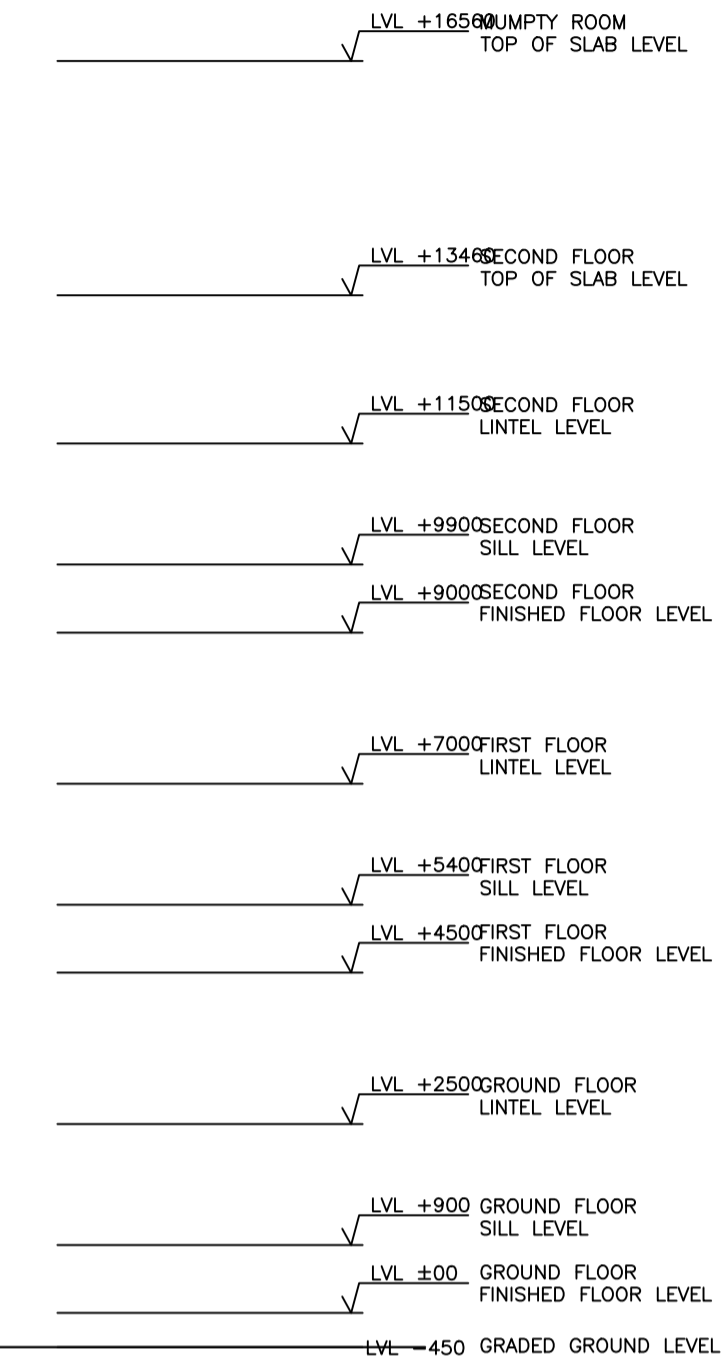 LVL +16560 MUMPTY ROOM
TOP OF SLAB LEVEL
LVL +13460 SECOND FLOOR
TOP OF SLAB LEVEL
LVL +11500 SECOND FLOOR
LINTEL LEVEL
LVL +9900 SECOND FLOOR
SILL LEVEL
LVL +9000 SECOND FLOOR
FINISHED FLOOR LEVEL
LVL +7000 FIRST FLOOR
LINTEL LEVEL
LVL +5400 FIRST FLOOR
SILL LEVEL
LVL +4500 FIRST FLOOR
FINISHED FLOOR LEVEL
LVL +2500 GROUND FLOOR
LINTEL LEVEL
LVL +900 GROUND FLOOR
SILL LEVEL
LVL ±00 GROUND FLOOR
FINISHED FLOOR LEVEL
LVL -450 GRADED GROUND LEVEL